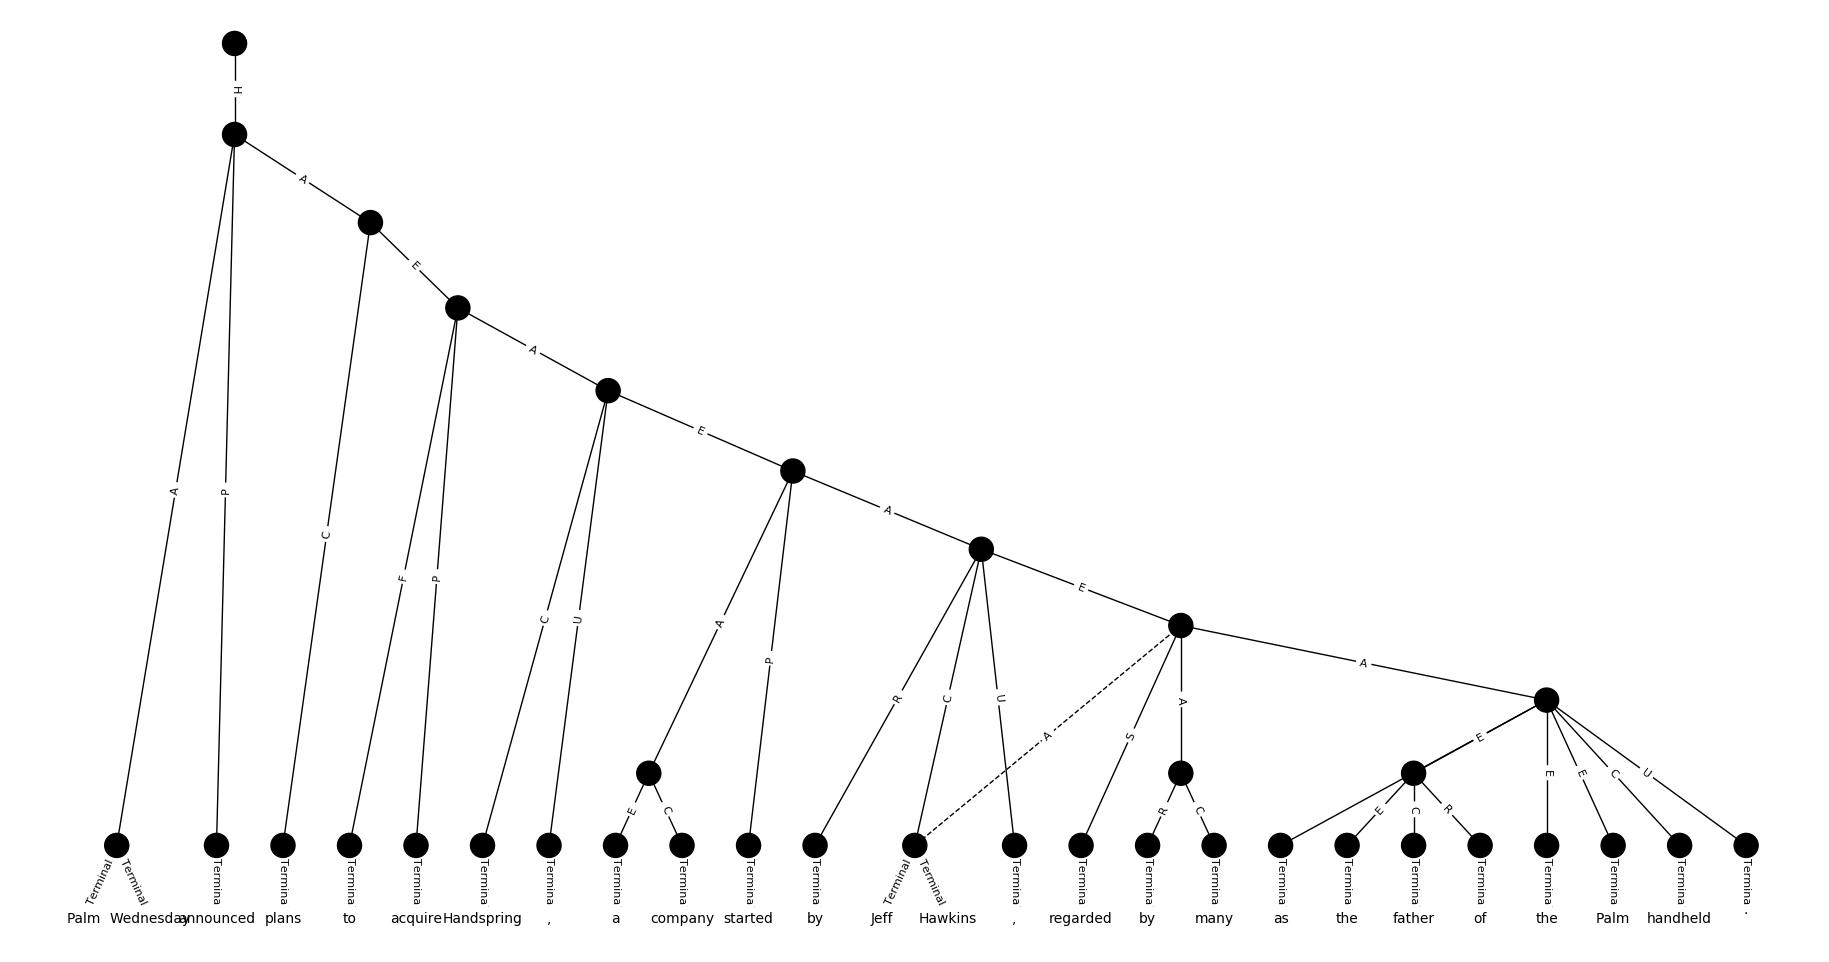 H
A
E
A
E
A
E
A
A P C F P C U A P R C U A S A E E E C U
E C R C E C R
Terminal Terminal Termina Termina Termina Termina Termina Termina Termina Termina Termina Termina Terminal Terminal Termina Termina Termina Termina Termina Termina Termina Termina Termina Termina Termina Termina
Palm Wednesday announced plans to acquire Handspring , a company started by Jeff Hawkins , regarded by many as the father of the Palm handheld .